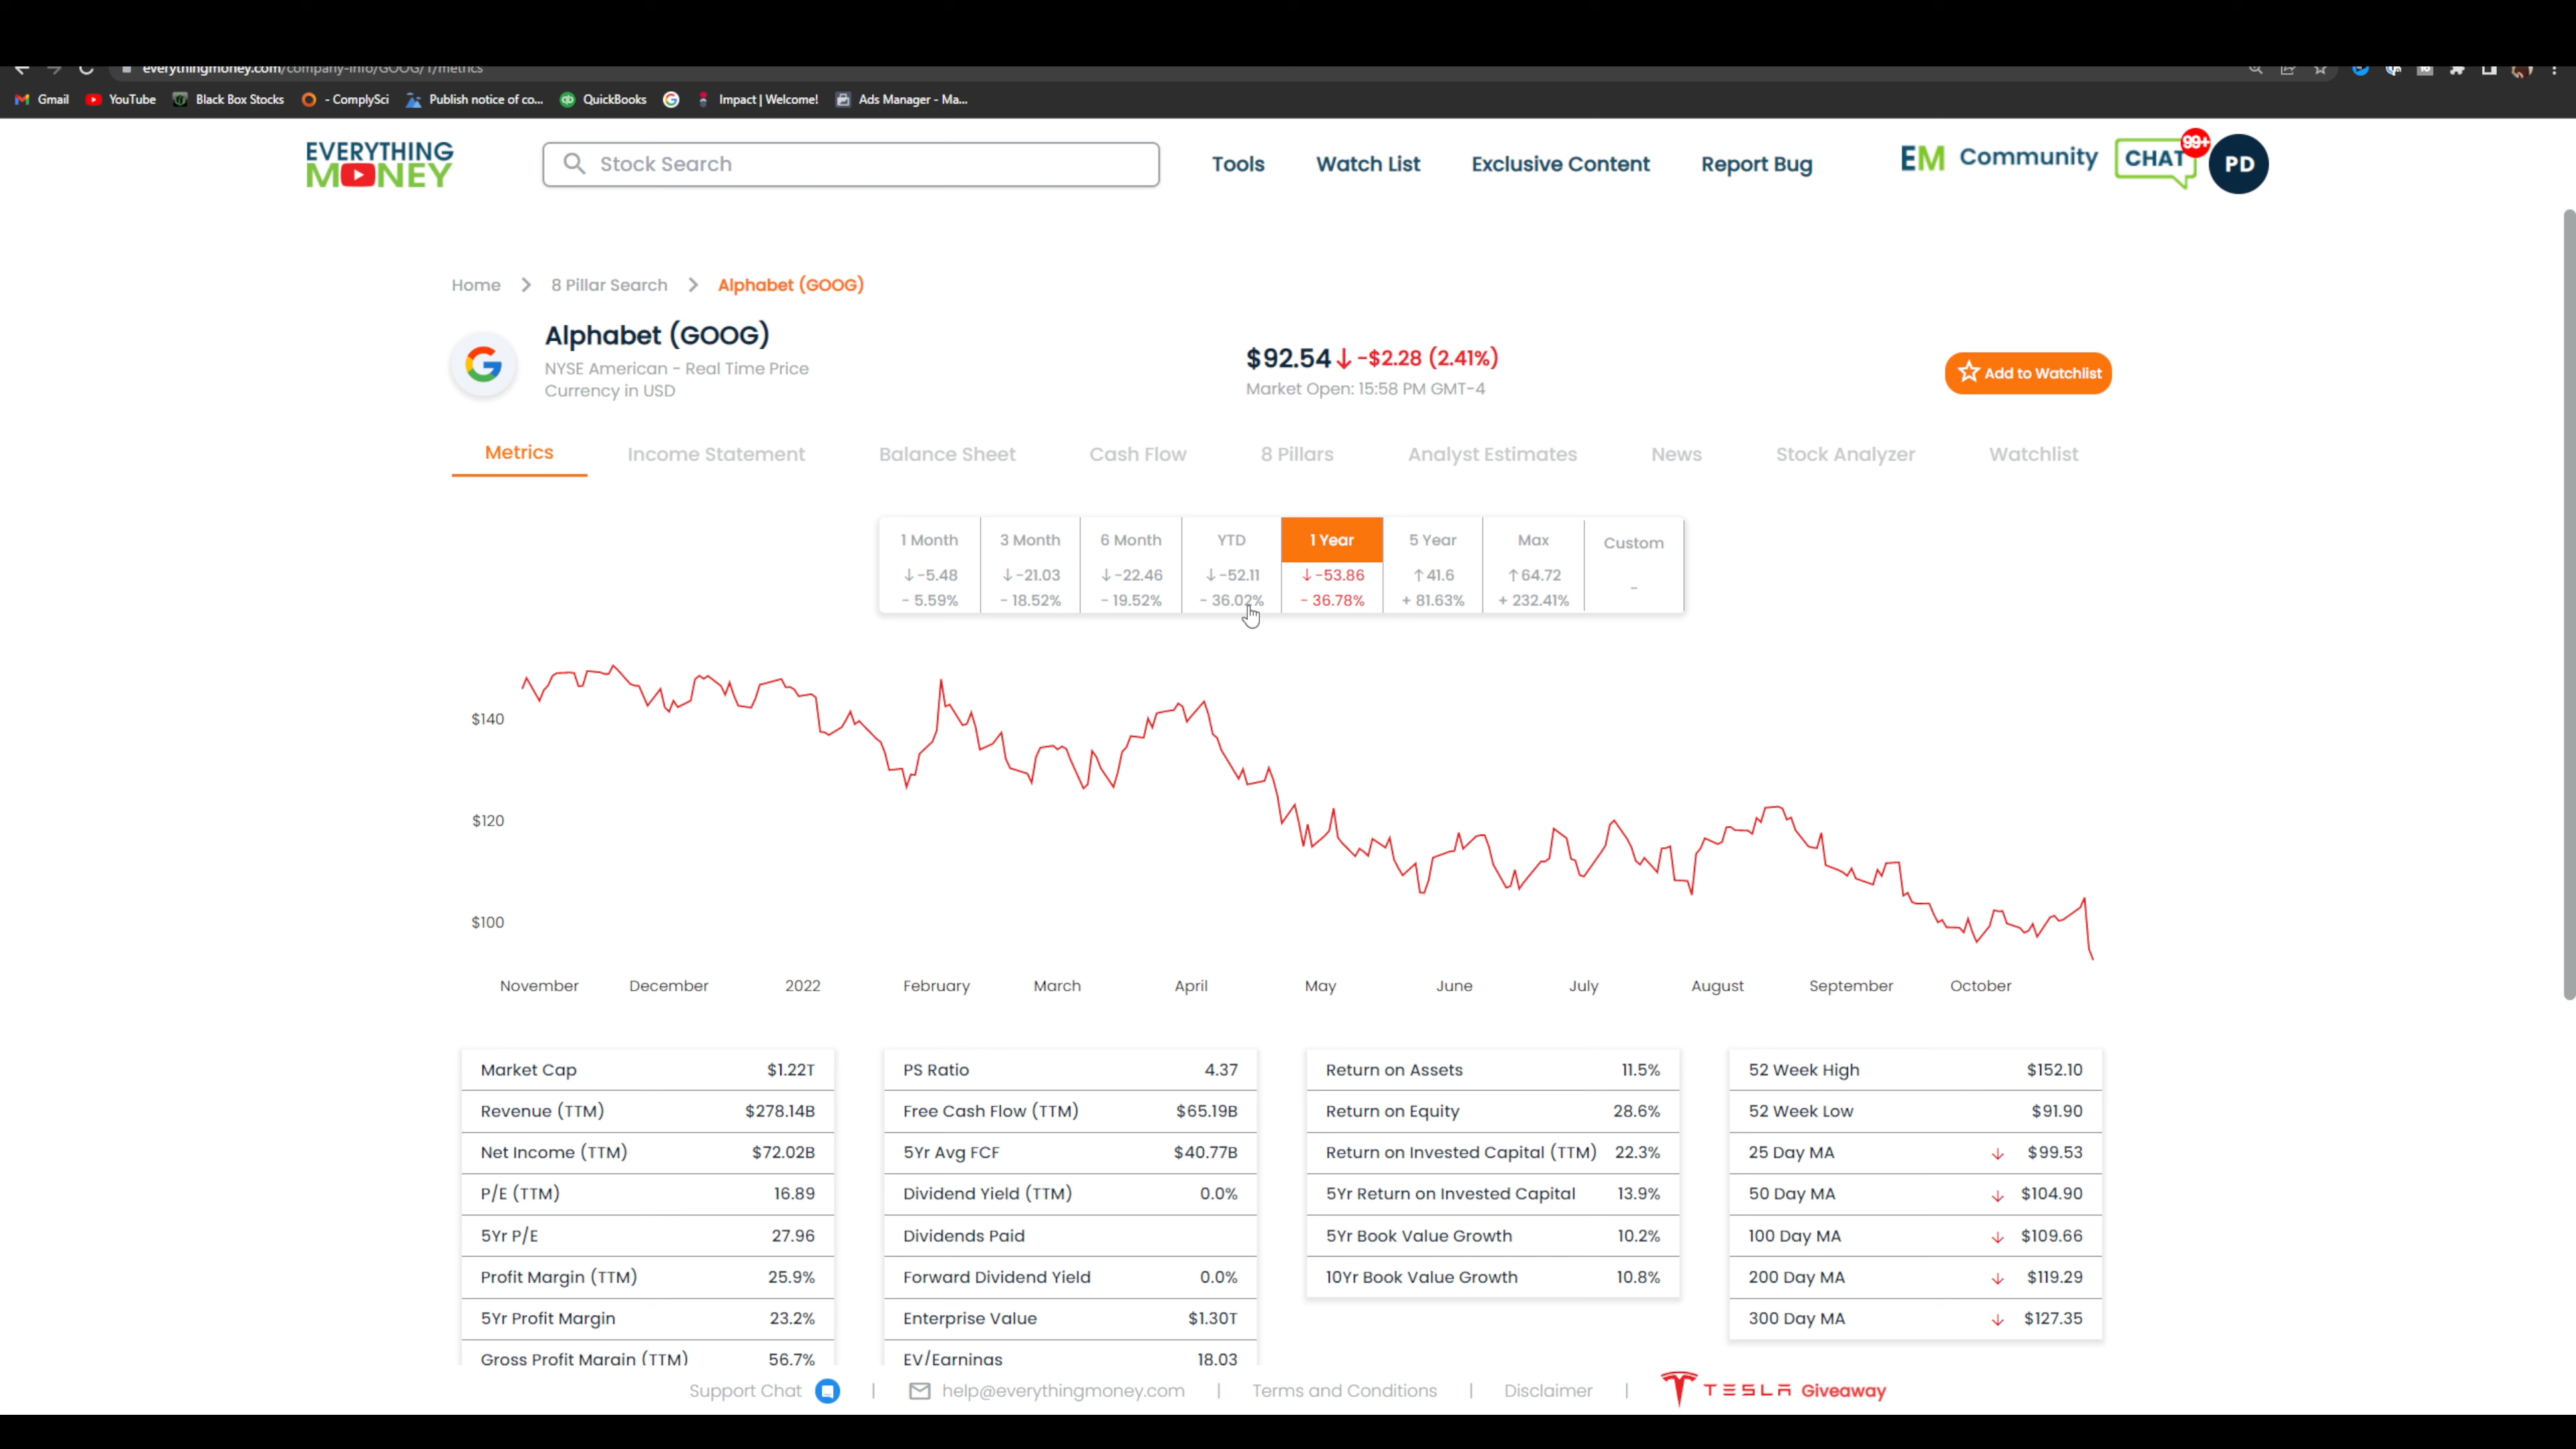 everythingmoney.com/company-info/GOOG/1/metrics
Gmail YouTube Black Box Stocks - ComplySci Publish notice of co... QuickBooks Impact | Welcome! Ads Manager - Ma...
EVERYTHING
MONEY
Stock Search
Tools Watch List Exclusive Content Report Bug
EM Community CHAT 99+ PD
Home > 8 Pillar Search > Alphabet (GOOG)
Alphabet (GOOG)
NYSE American - Real Time Price
Currency in USD
$92.54 ↓ -$2.28 (2.41%)
Market Open: 15:58 PM GMT-4
Add to Watchlist
Metrics Income Statement Balance Sheet Cash Flow 8 Pillars Analyst Estimates News Stock Analyzer Watchlist
1 Month 3 Month 6 Month YTD 1 Year 5 Year Max Custom
↓ -5.48 ↓ -21.03 ↓ -22.46 ↓ -52.11 ↓ -53.86 ↑ 41.6 ↑ 64.72 -
- 5.59% - 18.52% - 19.52% - 36.02% - 36.78% + 81.63% + 232.41%
$140
$120
$100
November December 2022 February March April May June July August September October
Market Cap $1.22T
Revenue (TTM) $278.14B
Net Income (TTM) $72.02B
P/E (TTM) 16.89
5Yr P/E 27.96
Profit Margin (TTM) 25.9%
5Yr Profit Margin 23.2%
Gross Profit Margin (TTM) 56.7%
PS Ratio 4.37
Free Cash Flow (TTM) $65.19B
5Yr Avg FCF $40.77B
Dividend Yield (TTM) 0.0%
Dividends Paid
Forward Dividend Yield 0.0%
Enterprise Value $1.30T
EV/Earnings 18.03
Return on Assets 11.5%
Return on Equity 28.6%
Return on Invested Capital (TTM) 22.3%
5Yr Return on Invested Capital 13.9%
5Yr Book Value Growth 10.2%
10Yr Book Value Growth 10.8%
52 Week High $152.10
52 Week Low $91.90
25 Day MA ↓ $99.53
50 Day MA ↓ $104.90
100 Day MA ↓ $109.66
200 Day MA ↓ $119.29
300 Day MA ↓ $127.35
Support Chat | help@everythingmoney.com | Terms and Conditions | Disclaimer | TESLA Giveaway